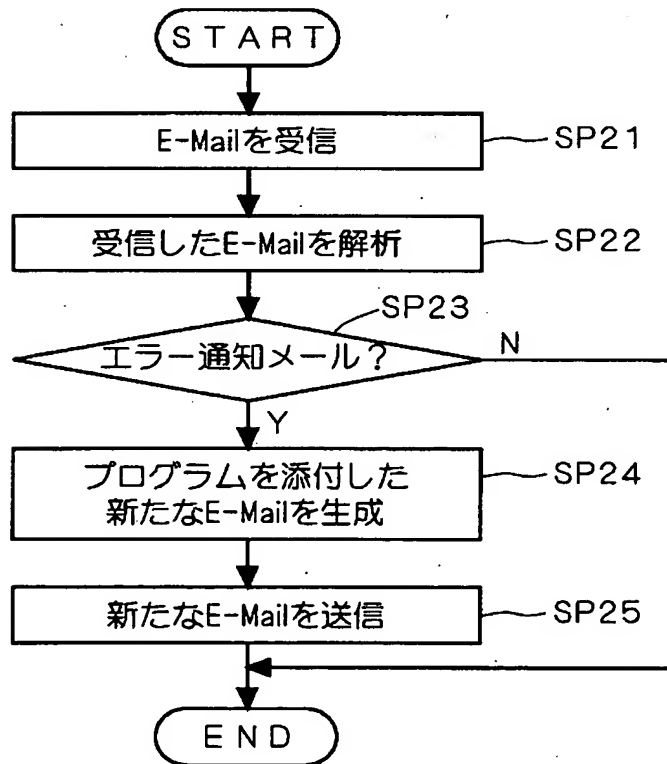 START
E-Mailを受信
SP21
受信したE-Mailを解析
SP22
SP23
エラー通知メール？
N
Y
プログラムを添付した
新たなE-Mailを生成
SP24
新たなE-Mailを送信
SP25
END